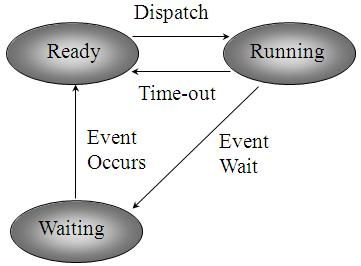 Dispatch
Ready
Running
Time-out
Event
Occurs
Event
Wait
Waiting